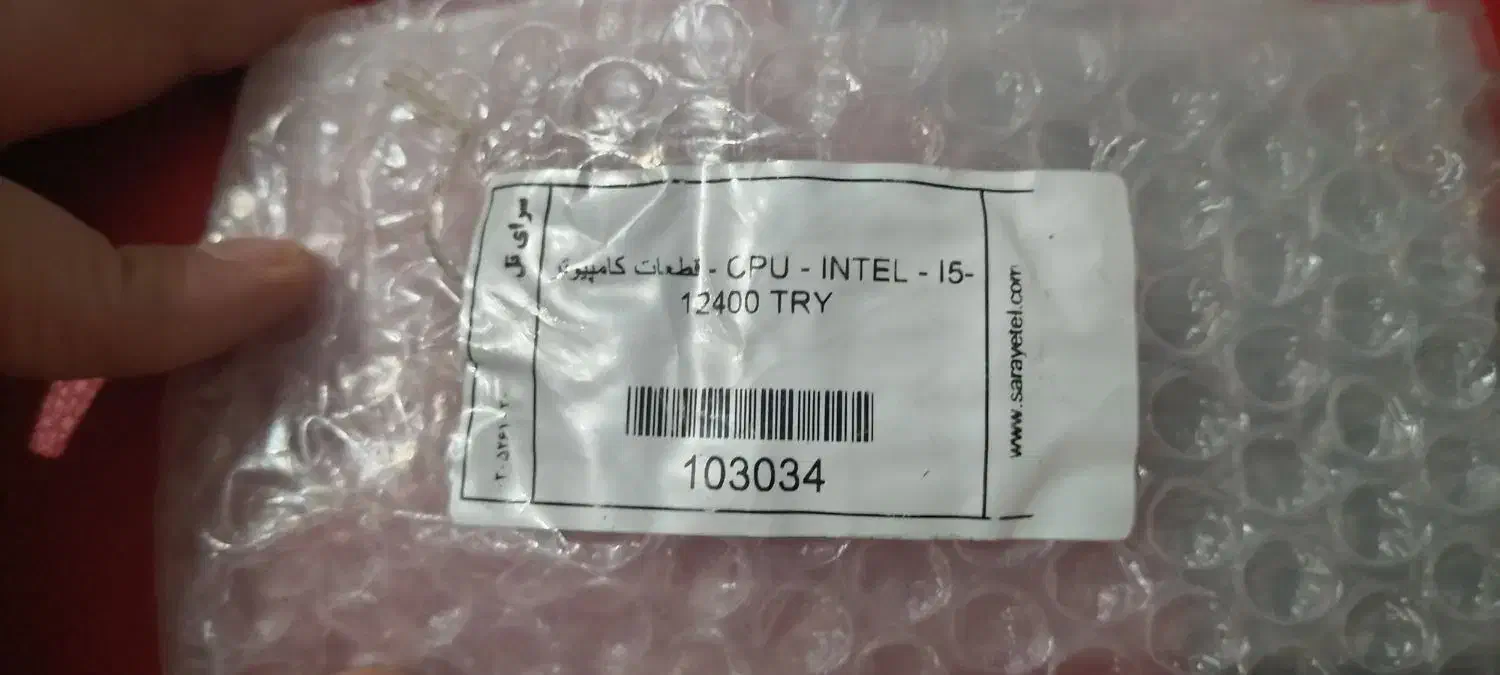 سرای تل
قطعات کامپیوتر - CPU - INTEL - I5-
12400 TRY
103034
www.sarayetel.com